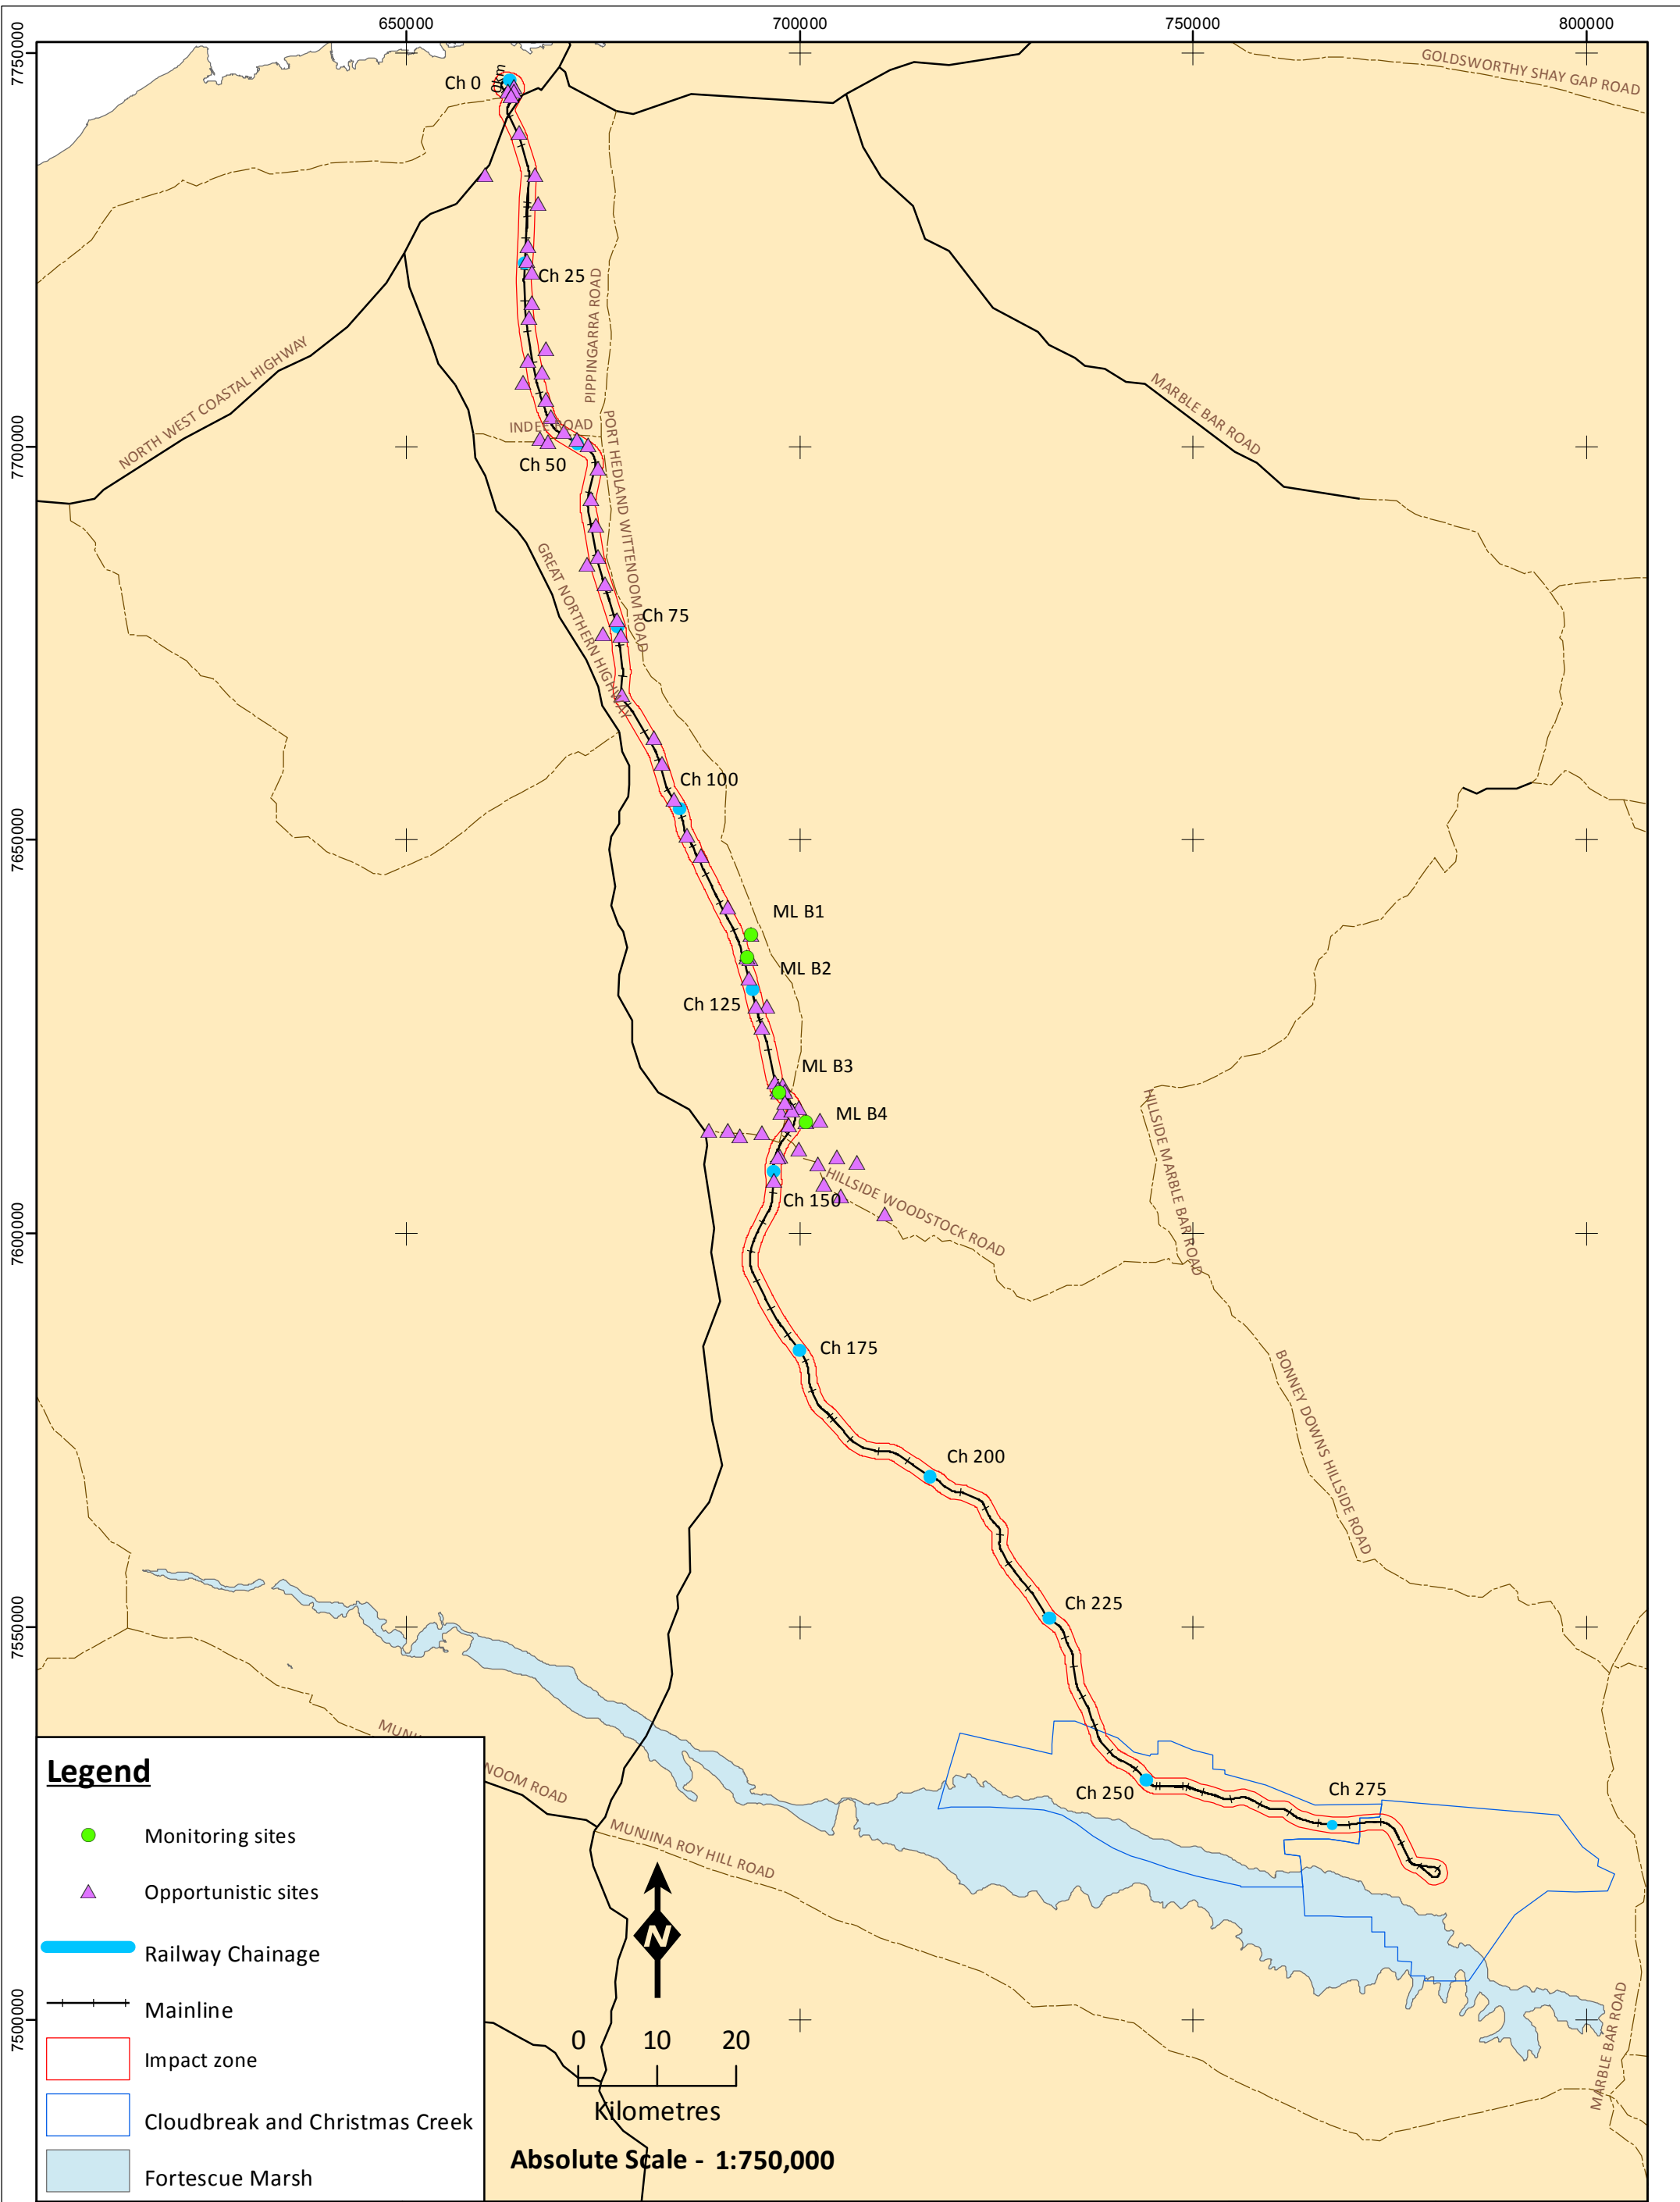 650000
700000
750000
800000
7750000
GOLDSWORTHY SHAY GAP ROAD
Ch 0
0km
Ch 25
PIPPINGARRA ROAD
NORTH WEST COASTAL HIGHWAY
MARBLE BAR ROAD
INDEE ROAD
7700000
Ch 50
PORT HEDLAND WITTENOOM ROAD
GREAT NORTHERN HIGHWAY
Ch 75
Ch 100
7650000
ML B1
ML B2
Ch 125
ML B3
ML B4
HILLSIDE MARBLE BAR ROAD
HILLSIDE WOODSTOCK ROAD
Ch 150
7600000
Ch 175
BONNEY DOWNS HILLSIDE ROAD
Ch 200
Ch 225
7550000
Ch 250
Ch 275
NOOM ROAD
MUNJINA ROY HILL ROAD
MARBLE BAR ROAD
7500000
Legend
Monitoring sites
Opportunistic sites
Railway Chainage
Mainline
Impact zone
Cloudbreak and Christmas Creek
Fortescue Marsh
N
0 10 20
Kilometres
Absolute Scale - 1:750,000